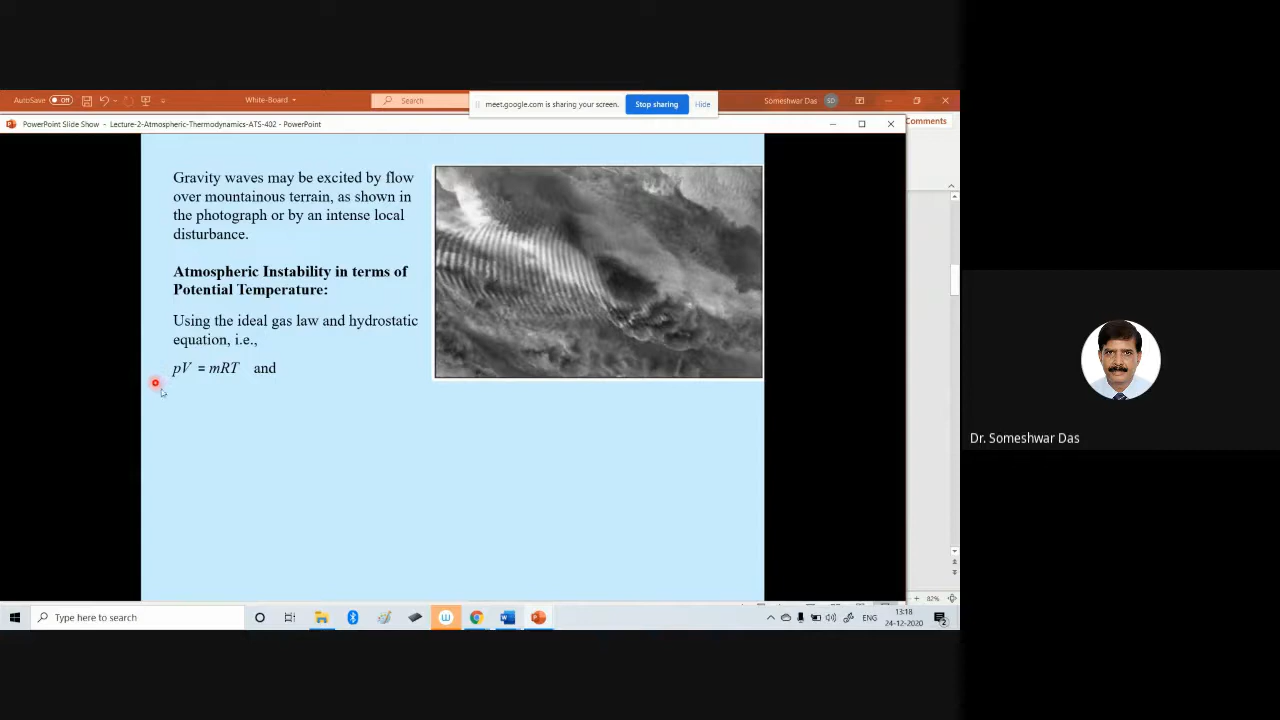 AutoSave Off
White-Board
Search
meet.google.com is sharing your screen.
Stop sharing
Hide
Someshwar Das
SD
PowerPoint Slide Show - Lecture-2-Atmospheric-Thermodynamics-ATS-402 - PowerPoint
Comments
Gravity waves may be excited by flow
over mountainous terrain, as shown in
the photograph or by an intense local
disturbance.
Atmospheric Instability in terms of
Potential Temperature:
Using the ideal gas law and hydrostatic
equation, i.e.,
pV = mRT and
Dr. Someshwar Das
82%
Type here to search
W
ENG
13:18
24-12-2020
2